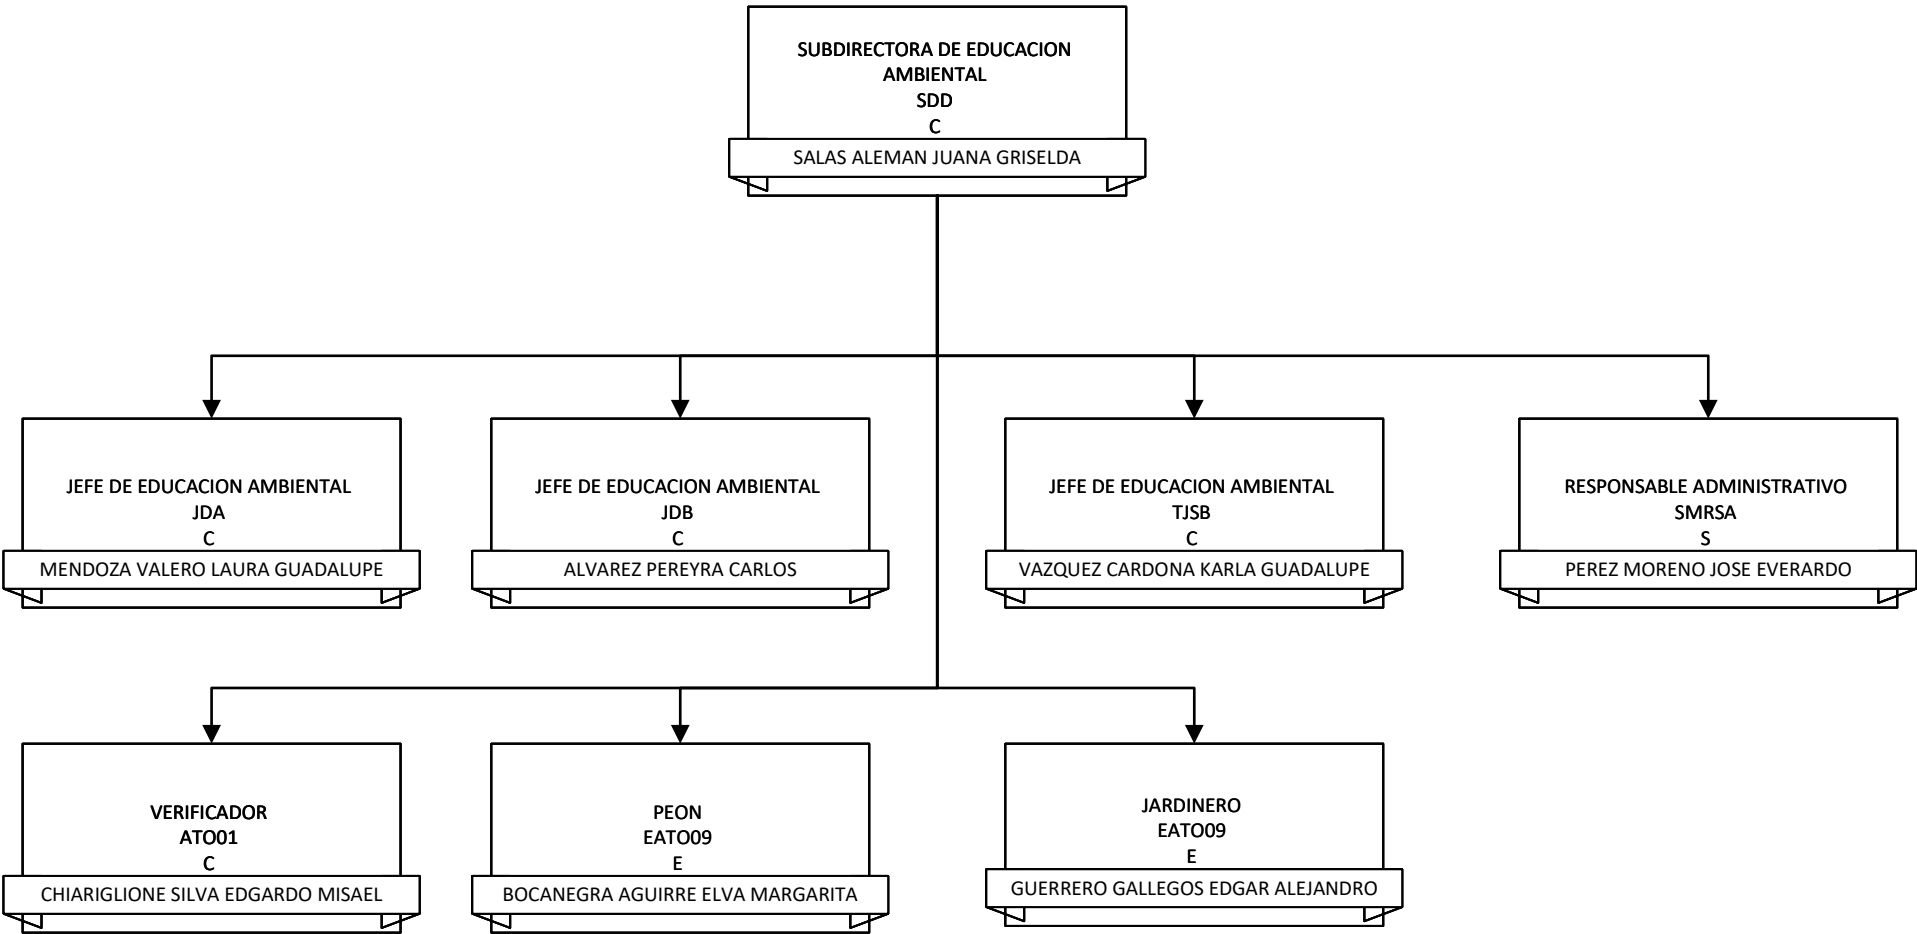 SUBDIRECTORA DE EDUCACION
AMBIENTAL
SDD
C
SALAS ALEMAN JUANA GRISELDA
JEFE DE EDUCACION AMBIENTAL
JDA
C
MENDOZA VALERO LAURA GUADALUPE
JEFE DE EDUCACION AMBIENTAL
JDB
C
ALVAREZ PEREYRA CARLOS
JEFE DE EDUCACION AMBIENTAL
TJSB
C
VAZQUEZ CARDONA KARLA GUADALUPE
RESPONSABLE ADMINISTRATIVO
SMRSA
S
PEREZ MORENO JOSE EVERARDO
VERIFICADOR
ATO01
C
CHIARIGLIONE SILVA EDGARDO MISAEL
PEON
EATO09
E
BOCANEGRA AGUIRRE ELVA MARGARITA
JARDINERO
EATO09
E
GUERRERO GALLEGOS EDGAR ALEJANDRO